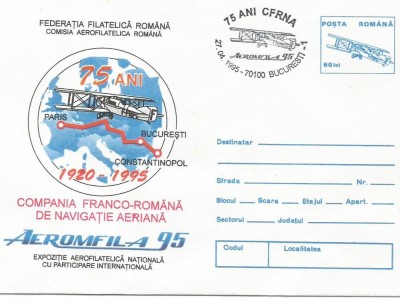 FEDERAȚIA FILATELICĂ ROMÂNĂ
COMISIA AEROFILATELICA ROMÂNĂ
75 ANI
PARIS
BUCUREȘTI
CONSTANTINOPOL
1920 - 1995
COMPANIA FRANCO-ROMÂNĂ
DE NAVIGAȚIE AERIANĂ
AEROMFILA 95
EXPOZIȚIE AEROFILATELICĂ NAȚIONALĂ
CU PARTICIPARE INTERNAȚIONALĂ
75 ANI CFRNA
AEROMFILA 95
27.04.1995-70100 BUCUREȘTI-1
POȘTA ROMÂNĂ
60 lei
Destinatar
Strada Nr.
Blocul Scara Etajul Apart.
Sectorul Județul
Codul Localitatea